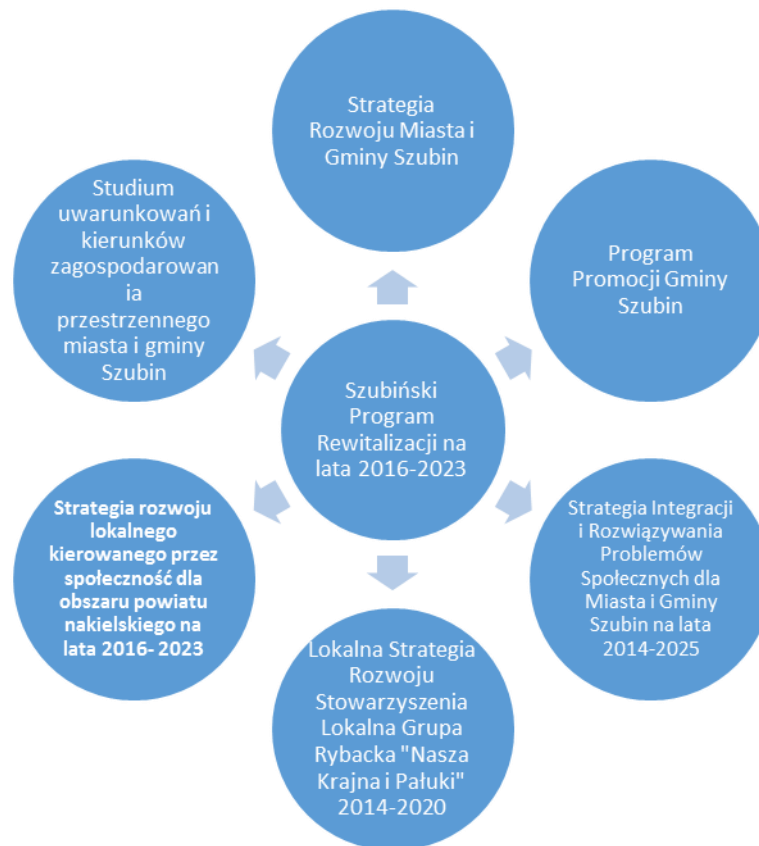 Strategia
Rozwoju Miasta i
Gminy Szubin
Studium
uwarunkowań i
kierunków
zagospodarowan
ia
przestrzennego
miasta i gminy
Szubin
Program
Promocji Gminy
Szubin
Szubiński
Program
Rewitalizacji na
lata 2016-2023
Strategia rozwoju
lokalnego
kierowanego przez
społeczność dla
obszaru powiatu
nakielskiego na
lata 2016- 2023
Strategia Integracji
i Rozwiązywania
Problemów
Społecznych dla
Miasta i Gminy
Szubin na lata
2014-2025
Lokalna Strategia
Rozwoju
Stowarzyszenia
Lokalna Grupa
Rybacka "Nasza
Krajna i Pałuki"
2014-2020